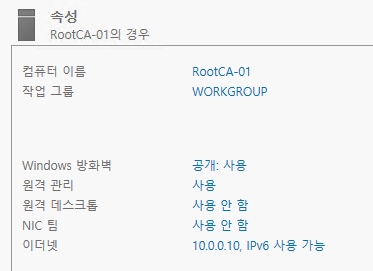 속성
RootCA-01의 경우
컴퓨터 이름 RootCA-01
작업 그룹 WORKGROUP
Windows 방화벽 공개: 사용
원격 관리 사용
원격 데스크톱 사용 안 함
NIC 팀 사용 안 함
이더넷 10.0.0.10, IPv6 사용 가능